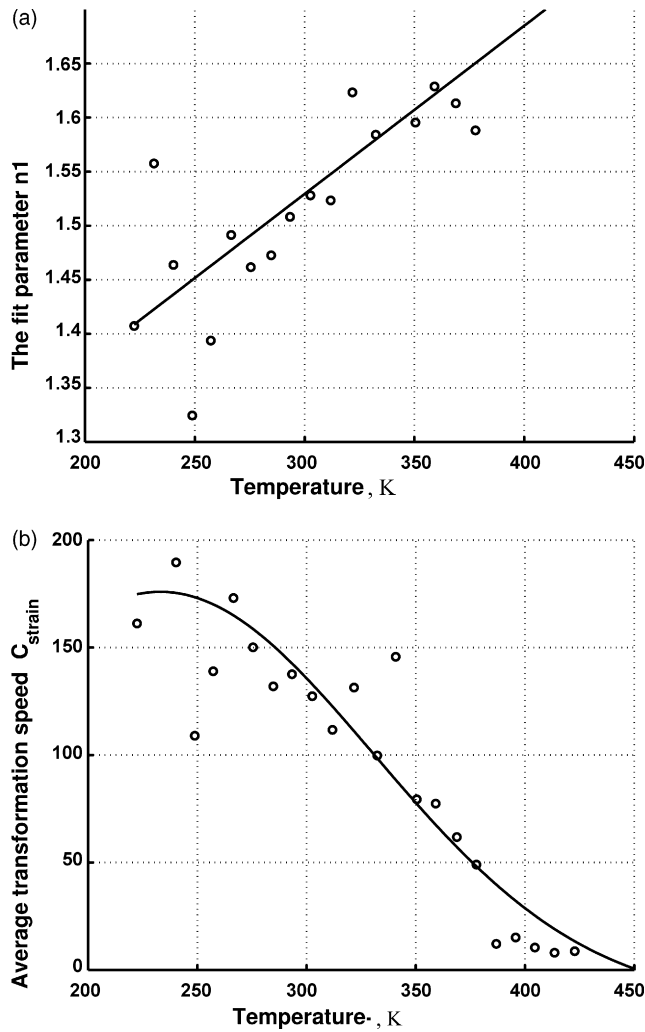 (a)
The fit parameter n1
1.65
1.6
1.55
1.5
1.45
1.4
1.35
1.3
200 250 300 350 400 450
Temperature, K
(b)
Average transformation speed C_strain
200
150
100
50
0
200 250 300 350 400 450
Temperature-, K